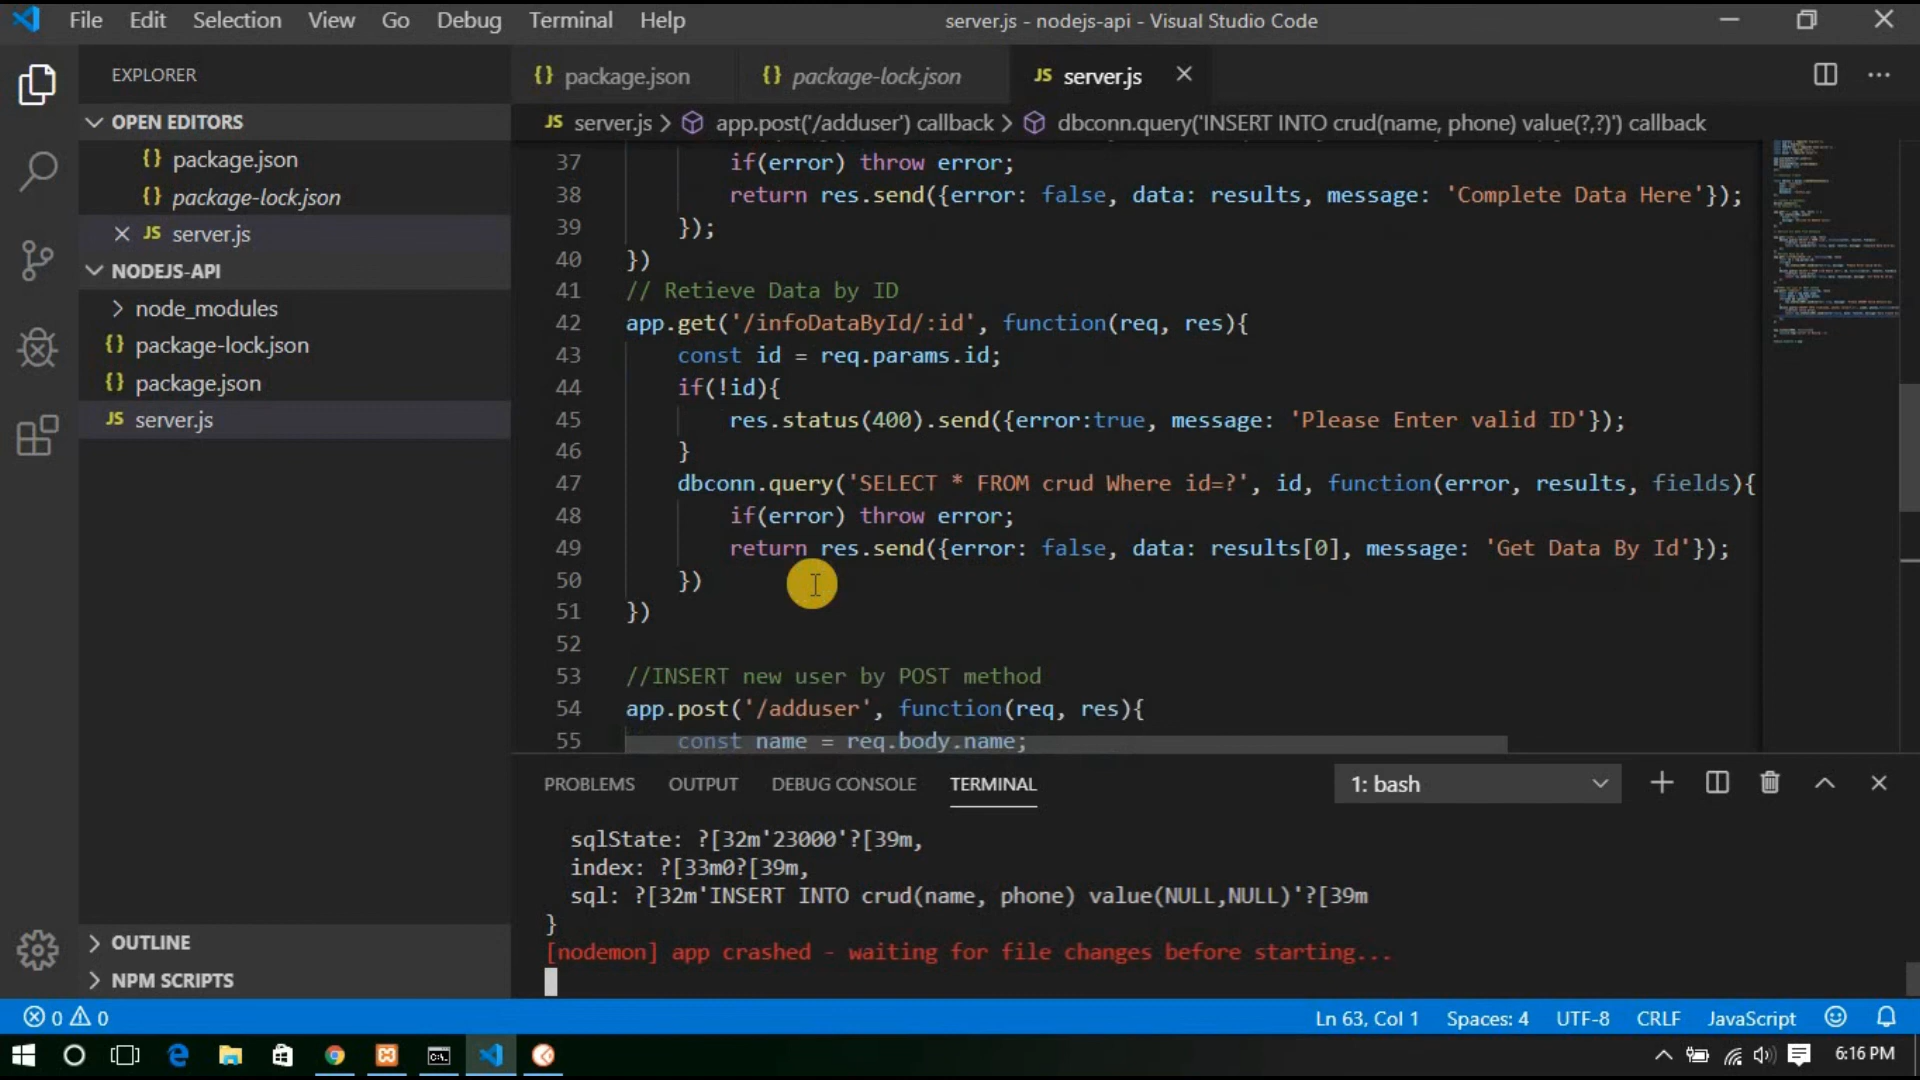 File Edit Selection View Go Debug Terminal Help
server.js - nodejs-api - Visual Studio Code
EXPLORER
OPEN EDITORS
{} package.json
{} package-lock.json
JS server.js
NODEJS-API
node_modules
{} package-lock.json
{} package.json
JS server.js
OUTLINE
NPM SCRIPTS
{} package.json {} package-lock.json JS server.js
JS server.js > app.post('/adduser') callback > dbconn.query('INSERT INTO crud(name, phone) value(?,?)') callback
37 if(error) throw error;
38 return res.send({error: false, data: results, message: 'Complete Data Here'});
39 });
40 })
41 // Retieve Data by ID
42 app.get('/infoDataById/:id', function(req, res){
43 const id = req.params.id;
44 if(!id){
45 res.status(400).send({error:true, message: 'Please Enter valid ID'});
46 }
47 dbconn.query('SELECT * FROM crud Where id=?', id, function(error, results, fields){
48 if(error) throw error;
49 return res.send({error: false, data: results[0], message: 'Get Data By Id'});
50 })
51 })
52
53 //INSERT new user by POST method
54 app.post('/adduser', function(req, res){
55 const name = req.body.name;
PROBLEMS OUTPUT DEBUG CONSOLE TERMINAL 1: bash
sqlState: ?[32m'23000'?[39m,
index: ?[33m0?[39m,
sql: ?[32m'INSERT INTO crud(name, phone) value(NULL,NULL)'?[39m
}
[nodemon] app crashed - waiting for file changes before starting...
0 0 Ln 63, Col 1 Spaces: 4 UTF-8 CRLF JavaScript
6:16 PM